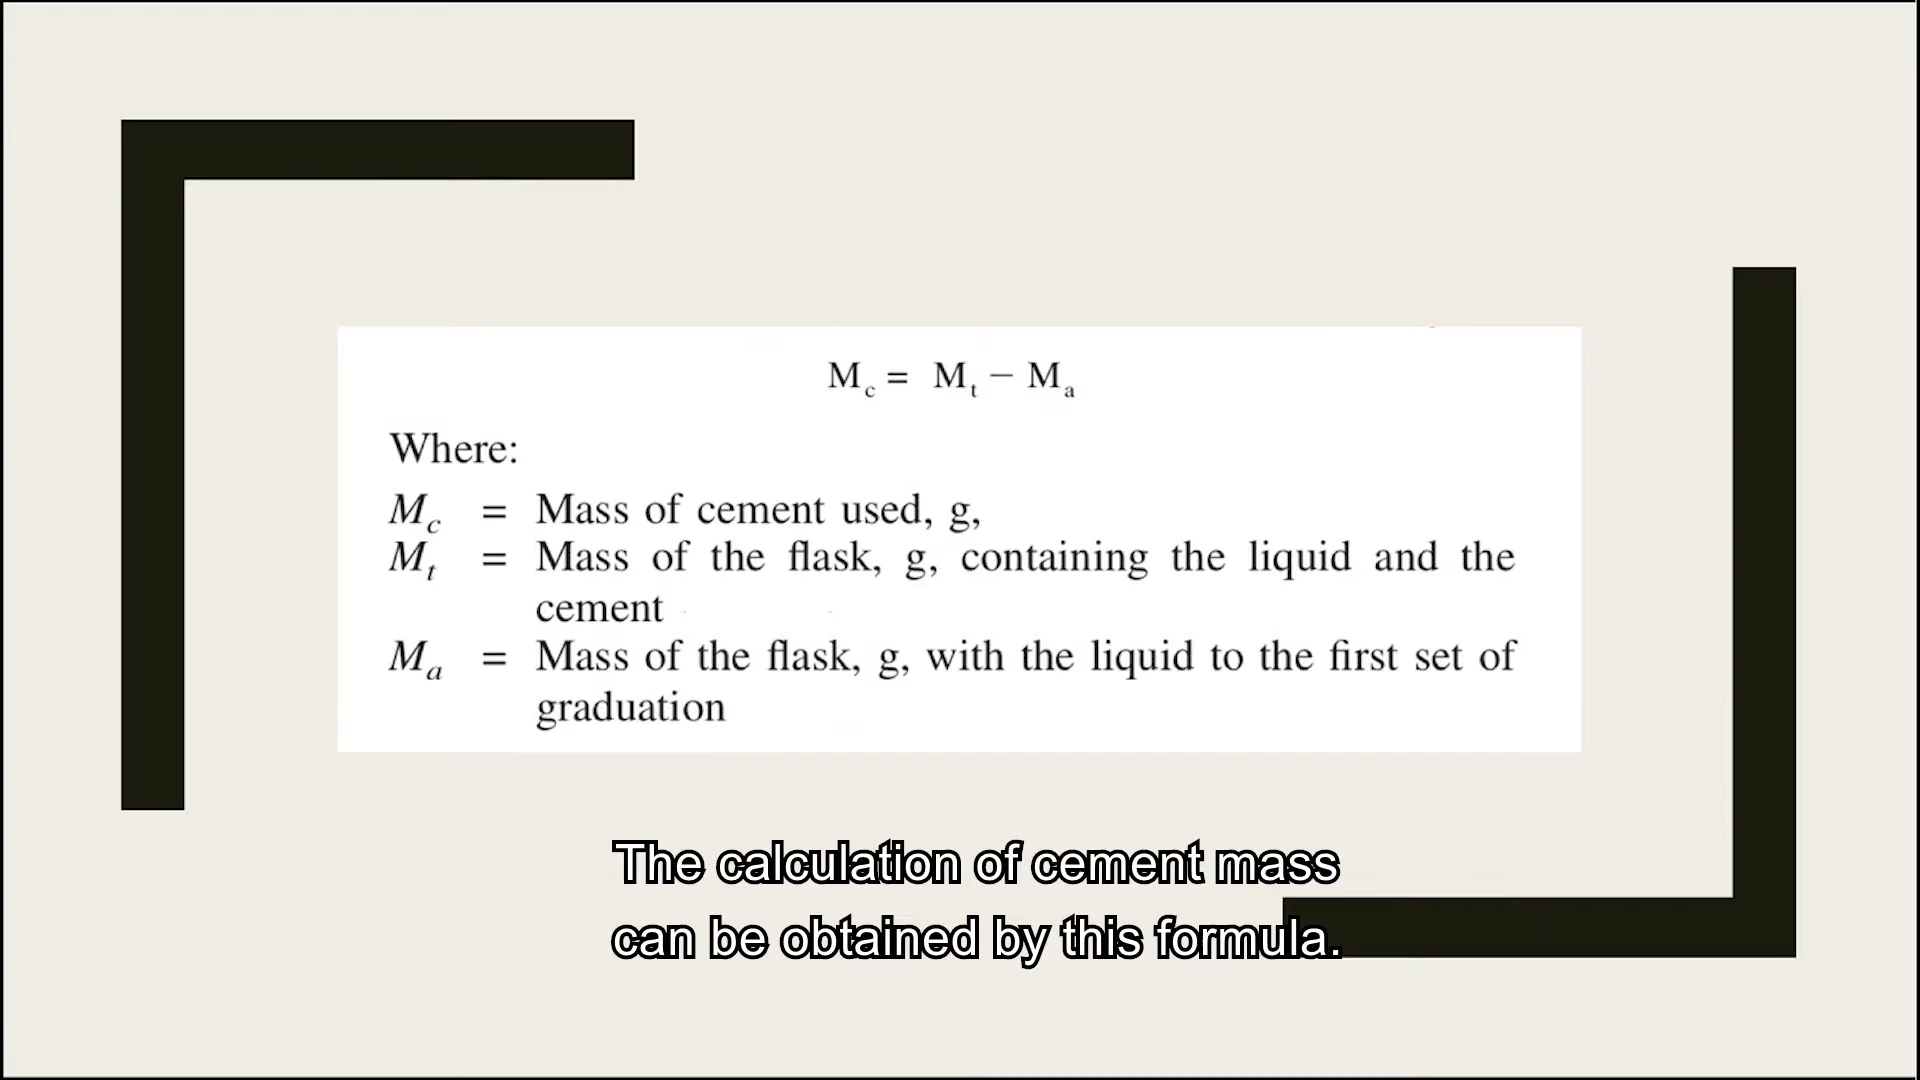 Mc = Mt − Ma
Where:
Mc = Mass of cement used, g,
Mt = Mass of the flask, g, containing the liquid and the
cement
Ma = Mass of the flask, g, with the liquid to the first set of
graduation
The calculation of cement mass
can be obtained by this formula.